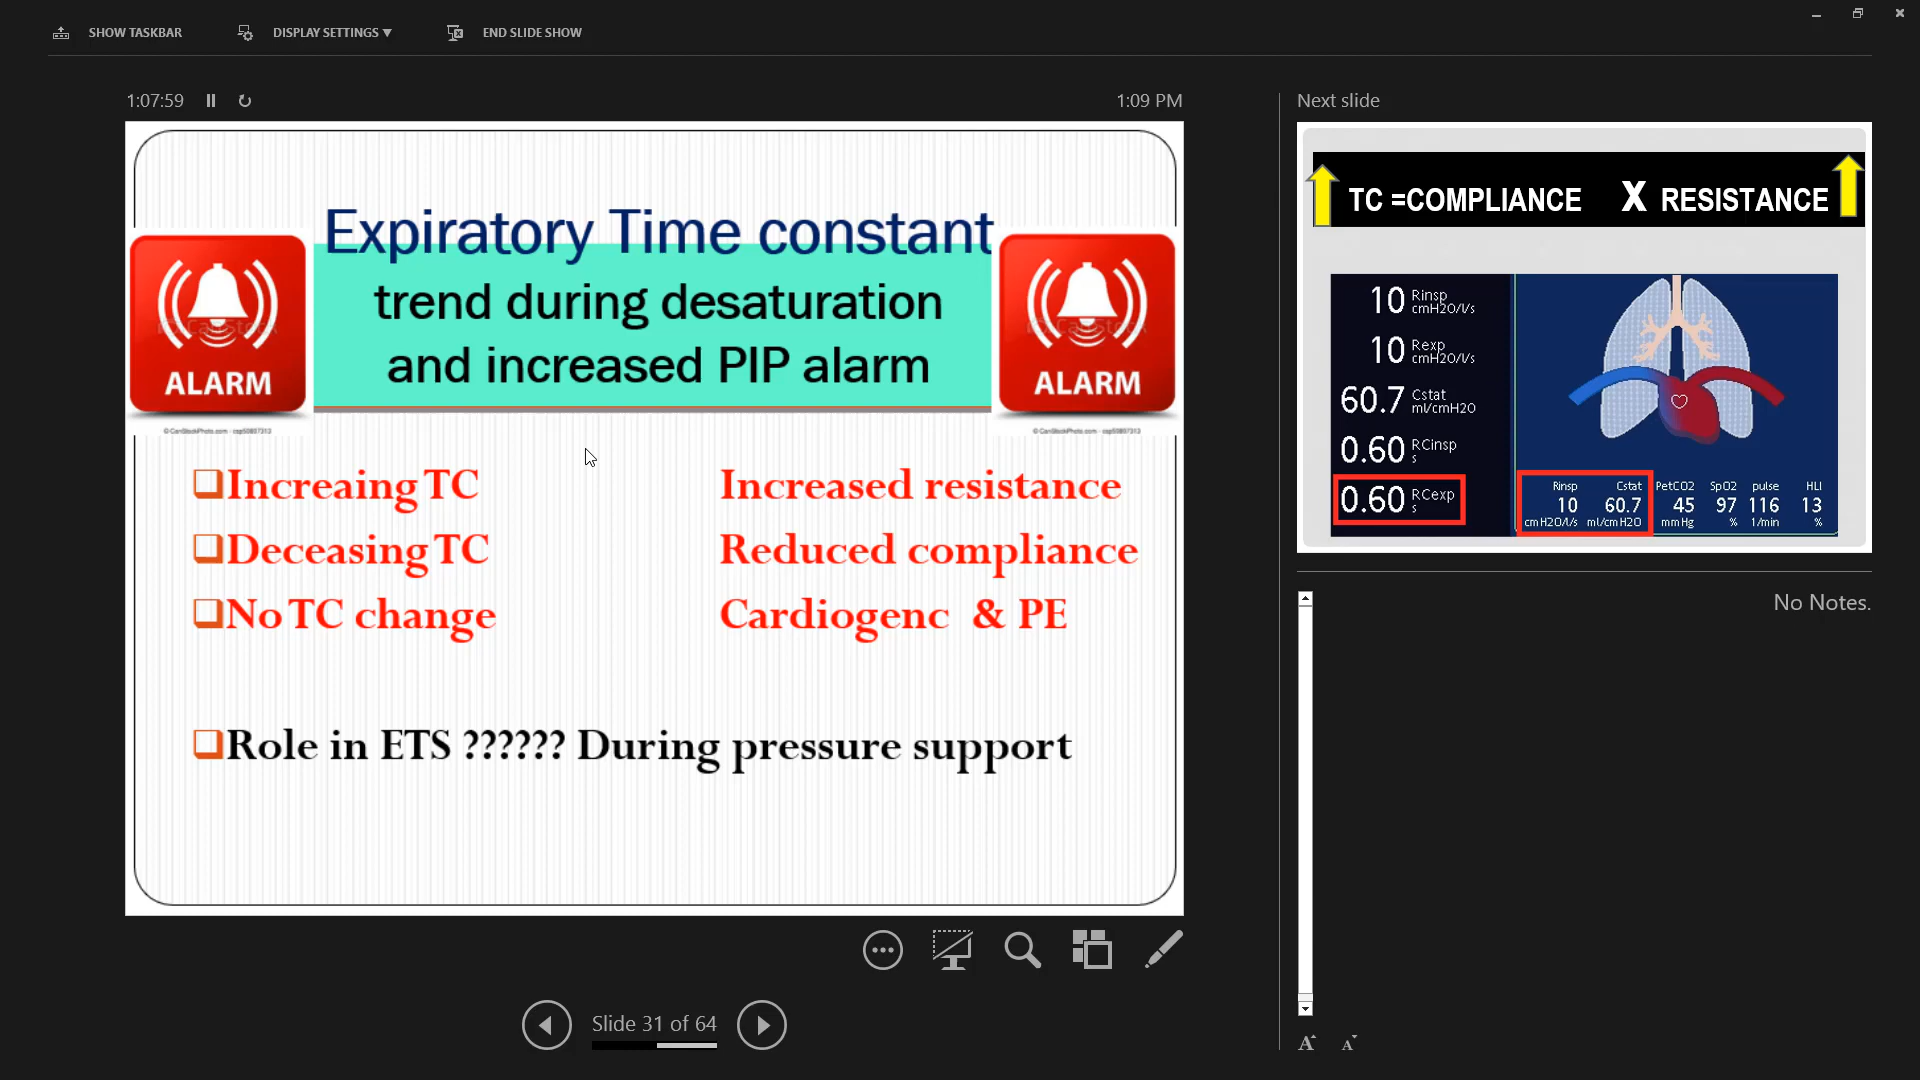 SHOW TASKBAR DISPLAY SETTINGS ▼ END SLIDE SHOW
1:07:59 1:09 PM
Expiratory Time constant
trend during desaturation
and increased PIP alarm
ALARM
ALARM
© CanStockPhoto.com
© CanStockPhoto.com
Increaing TC Increased resistance
Deceasing TC Reduced compliance
No TC change Cardiogenc & PE
Role in ETS ?????? During pressure support
Slide 31 of 64
Next slide
TC =COMPLIANCE X RESISTANCE
10 Rinsp cmH2O/l/s
10 Rexp cmH2O/l/s
60.7 Cstat ml/cmH2O
0.60 RCinsp s
0.60 RCexp s
Rinsp Cstat PetCO2 SpO2 pulse HLI
10 60.7 45 97 116 13
cmH2O/l/s ml/cmH2O mmHg % 1/min %
No Notes.
A A